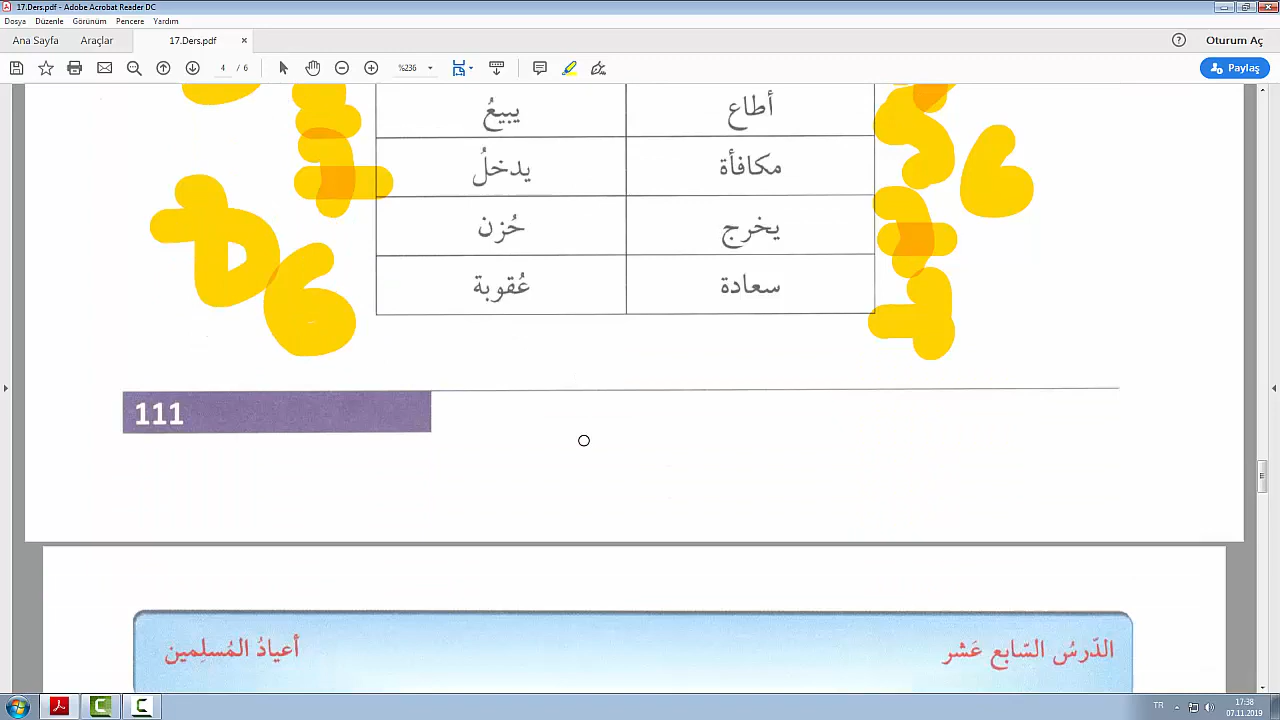 17.Ders.pdf - Adobe Acrobat Reader DC
Dosya Düzenle Görünüm Pencere Yardım
Ana Sayfa Araçlar 17.Ders.pdf × ? Oturum Aç
4 / 6 %236 Paylaş
أطاع يبيعُ
مكافأة يدخلُ
يخرج حُزن
سعادة عُقوبة
111
الدّرسُ السّابع عَشر أعيادُ المُسلِمين
TR 17:38
07.11.2019